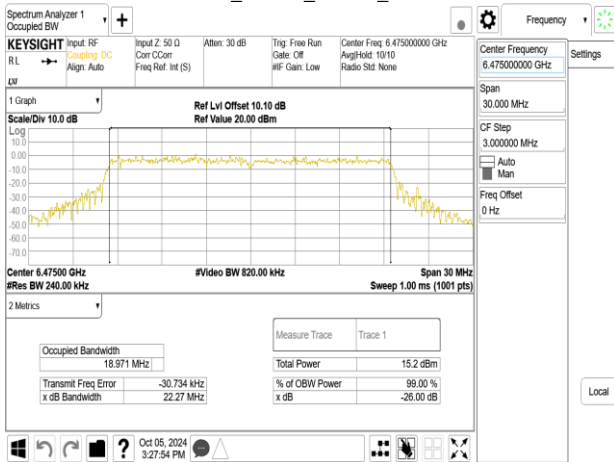 Spectrum Analyzer 1
Occupied BW
+
Frequency
Settings
KEYSIGHT
RL
Input: RF
Coupling: DC
Align: Auto
Input Z: 50 Ω
Corr CCorr
Freq Ref: Int (S)
Atten: 30 dB
Trig: Free Run
Gate: Off
#IF Gain: Low
Center Freq: 6.475000000 GHz
Avg|Hold: 10/10
Radio Std: None
Center Frequency
6.475000000 GHz
Span
30.000 MHz
CF Step
3.000000 MHz
Auto
Man
Freq Offset
0 Hz
Local
1 Graph
Scale/Div 10.0 dB
Ref Lvl Offset 10.10 dB
Ref Value 20.00 dBm
Log
10.0
0.00
-10.0
-20.0
-30.0
-40.0
-50.0
-60.0
-70.0
Center 6.47500 GHz
#Video BW 820.00 kHz
Span 30 MHz
#Res BW 240.00 kHz
Sweep 1.00 ms (1001 pts)
2 Metrics
Measure Trace
Trace 1
Occupied Bandwidth
18.971 MHz
Total Power
15.2 dBm
Transmit Freq Error
-30.734 kHz
% of OBW Power
99.00 %
x dB Bandwidth
22.27 MHz
x dB
-26.00 dB
?
Oct 05, 2024
3:27:54 PM